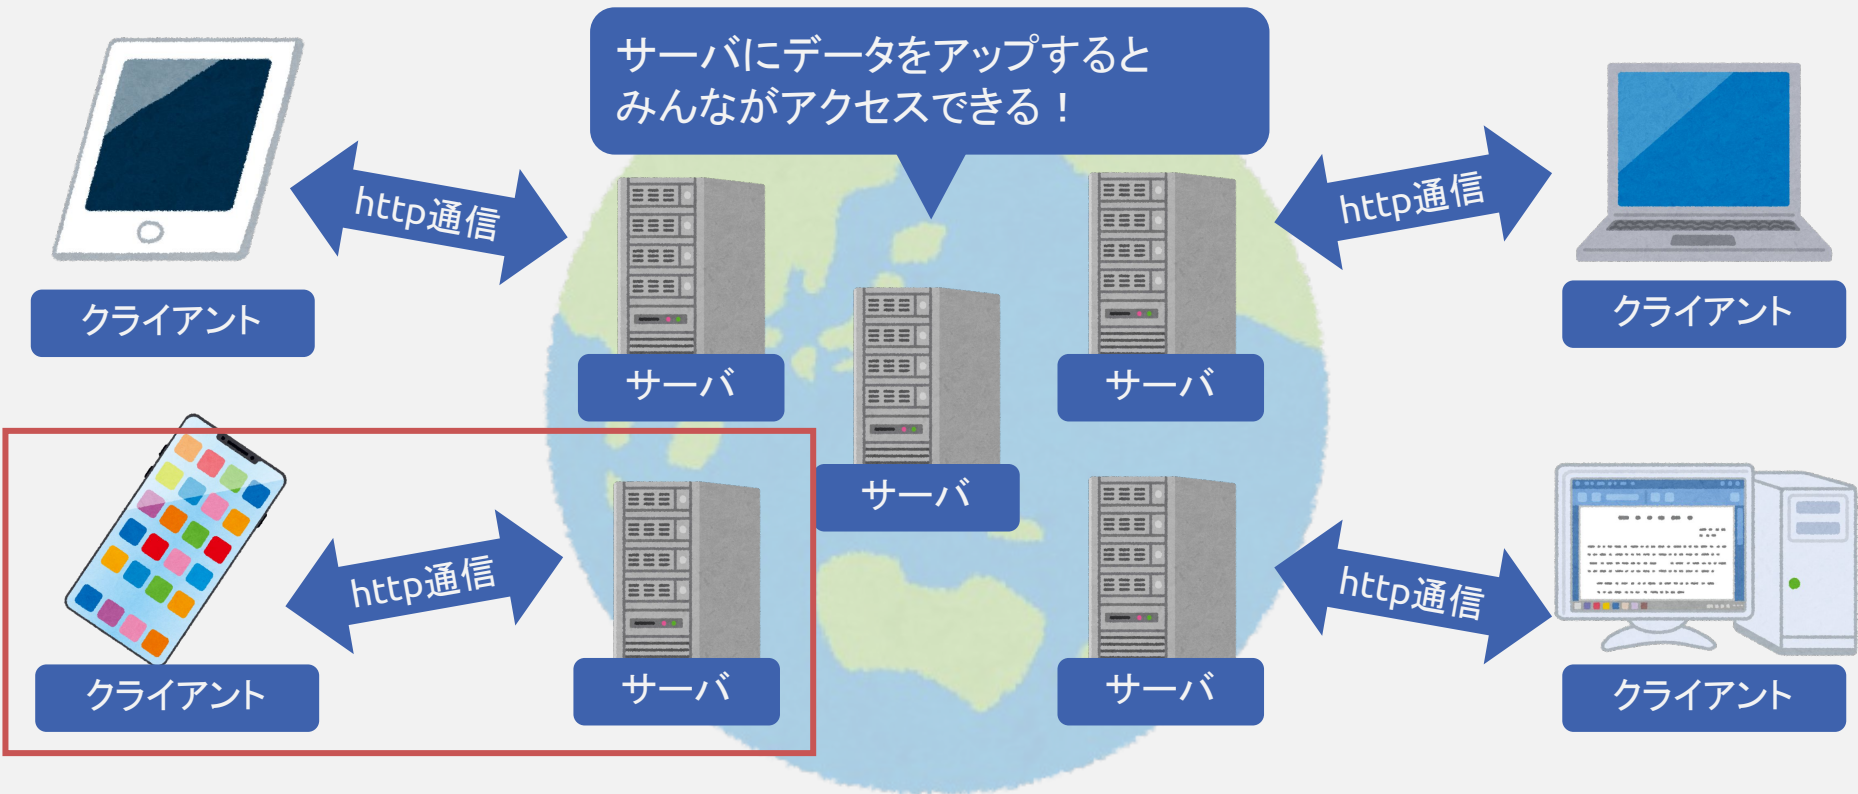 サーバにデータをアップすると
みんながアクセスできる！
http通信
http通信
クライアント
クライアント
サーバ
サーバ
サーバ
http通信
http通信
クライアント
サーバ
サーバ
クライアント